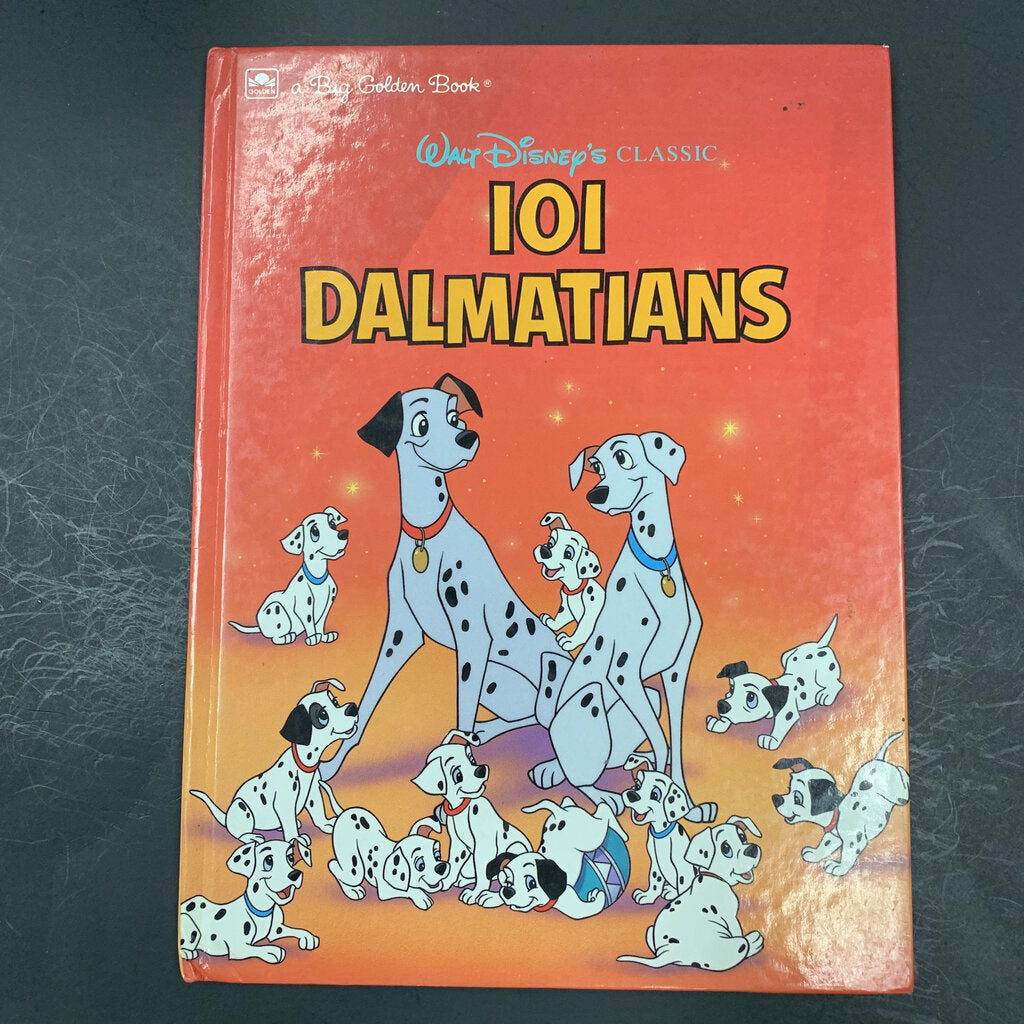 GOLDEN
a Big Golden Book®
WALT DISNEY'S CLASSIC
101
DALMATIANS